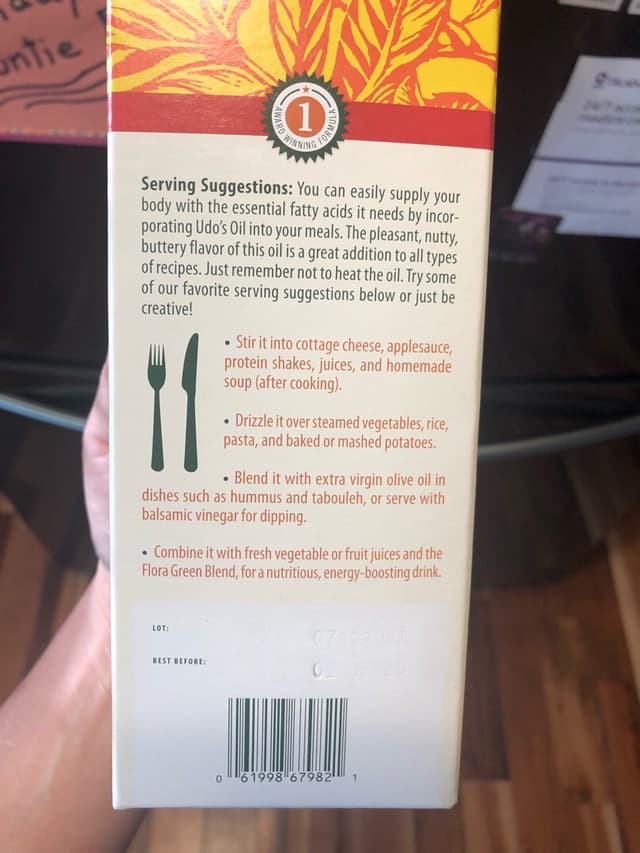 untie
1
AWARD WINNING FORMULA
Serving Suggestions: You can easily supply your
body with the essential fatty acids it needs by incor-
porating Udo's Oil into your meals. The pleasant, nutty,
buttery flavor of this oil is a great addition to all types
of recipes. Just remember not to heat the oil. Try some
of our favorite serving suggestions below or just be
creative!
• Stir it into cottage cheese, applesauce,
protein shakes, juices, and homemade
soup (after cooking).
• Drizzle it over steamed vegetables, rice,
pasta, and baked or mashed potatoes.
• Blend it with extra virgin olive oil in
dishes such as hummus and tabouleh, or serve with
balsamic vinegar for dipping.
• Combine it with fresh vegetable or fruit juices and the
Flora Green Blend, for a nutritious, energy-boosting drink.
LOT:
BEST BEFORE:
0 61998 67982 1